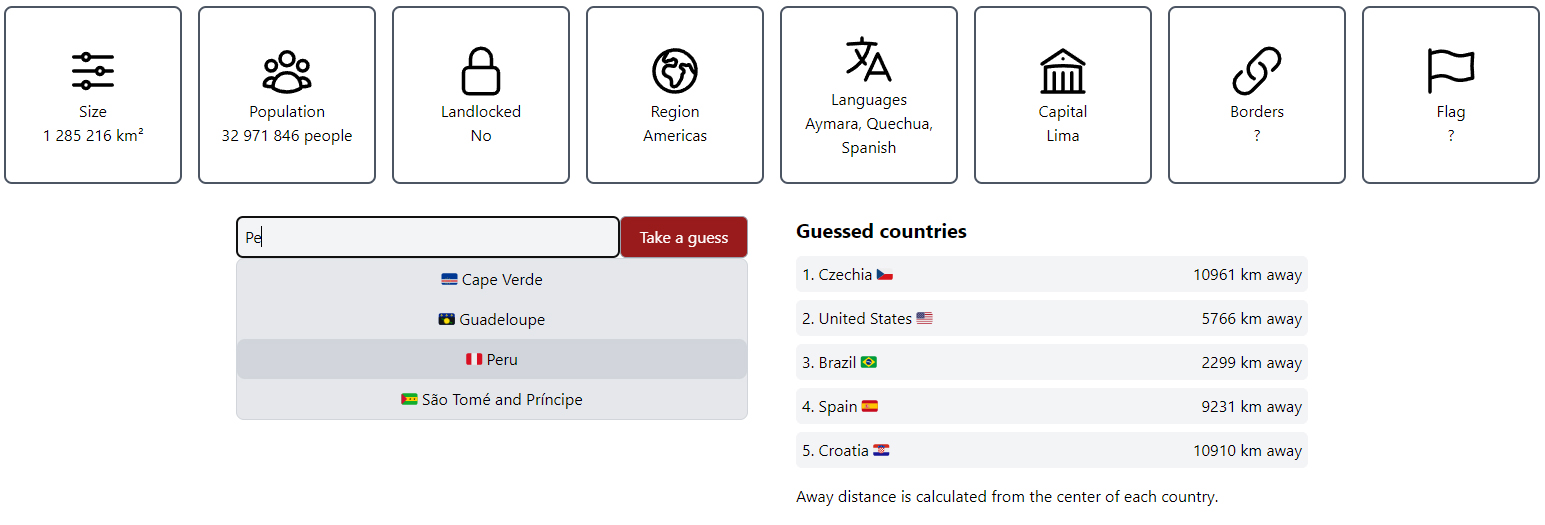 Size
1 285 216 km²
Population
32 971 846 people
Landlocked
No
Region
Americas
Languages
Aymara, Quechua,
Spanish
Capital
Lima
Borders
?
Flag
?
Pe
Take a guess
Cape Verde
Guadeloupe
Peru
São Tomé and Príncipe
Guessed countries
1. Czechia 10961 km away
2. United States 5766 km away
3. Brazil 2299 km away
4. Spain 9231 km away
5. Croatia 10910 km away
Away distance is calculated from the center of each country.